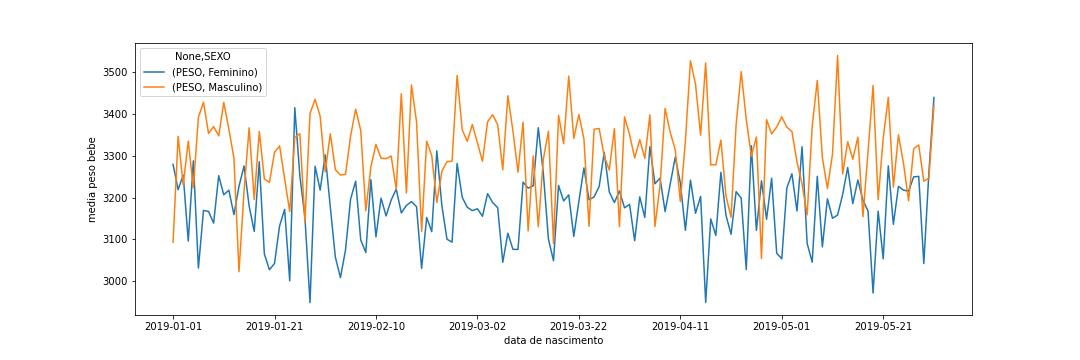 None,SEXO
(PESO, Feminino)
(PESO, Masculino)
media peso bebe
3500
3400
3300
3200
3100
3000
2019-01-01 2019-01-21 2019-02-10 2019-03-02 2019-03-22 2019-04-11 2019-05-01 2019-05-21
data de nascimento